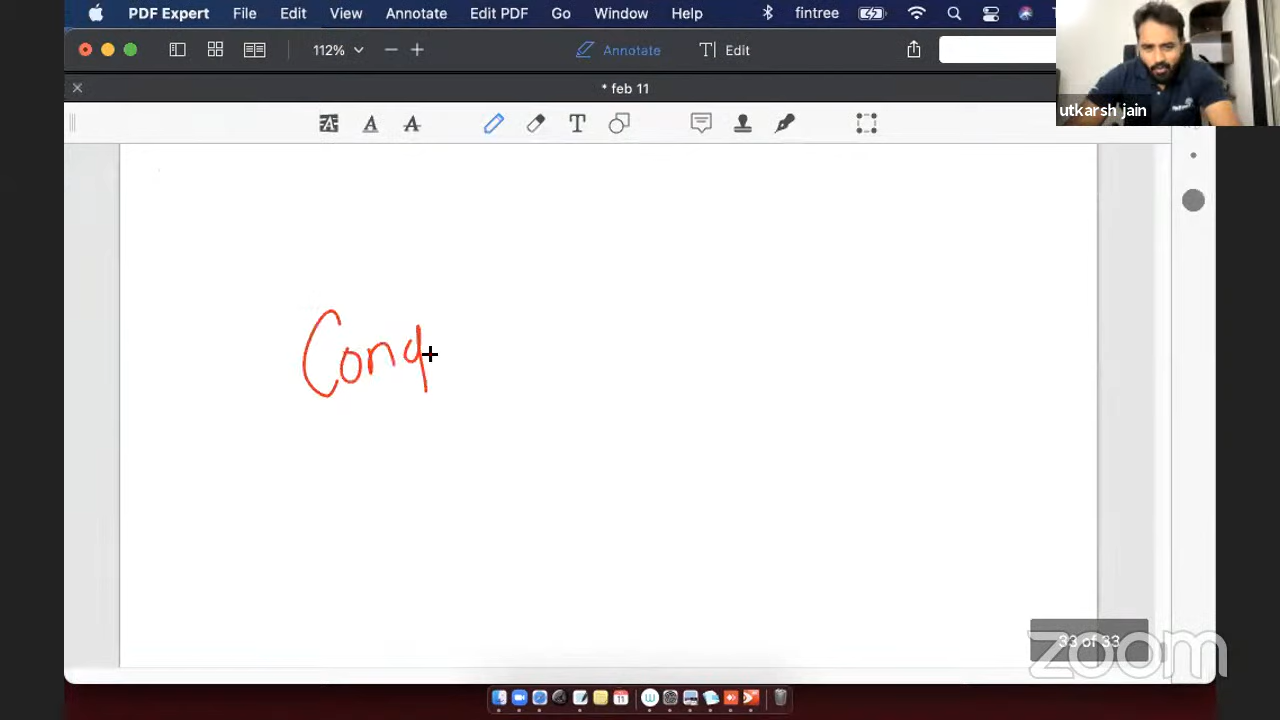 PDF Expert File Edit View Annotate Edit PDF Go Window Help fintree
112% Annotate T Edit
* feb 11
utkarsh jain
Cond
33 of 33
zoom